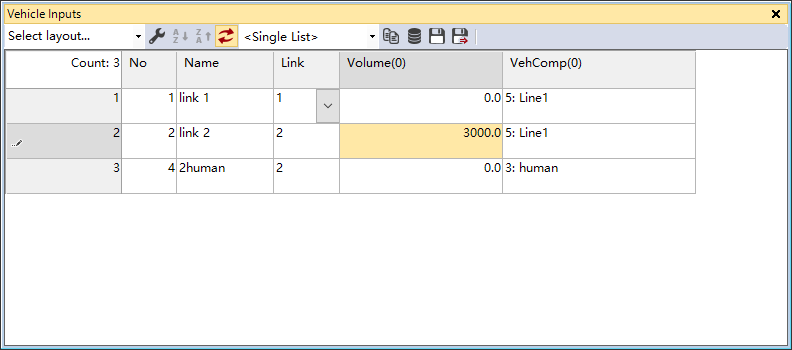 Vehicle Inputs
Select layout... <Single List>
Count: 3 No Name Link Volume(0) VehComp(0)
1 1 link 1 1 0.0 5: Line1
2 2 link 2 2 3000.0 5: Line1
3 4 2human 2 0.0 3: human